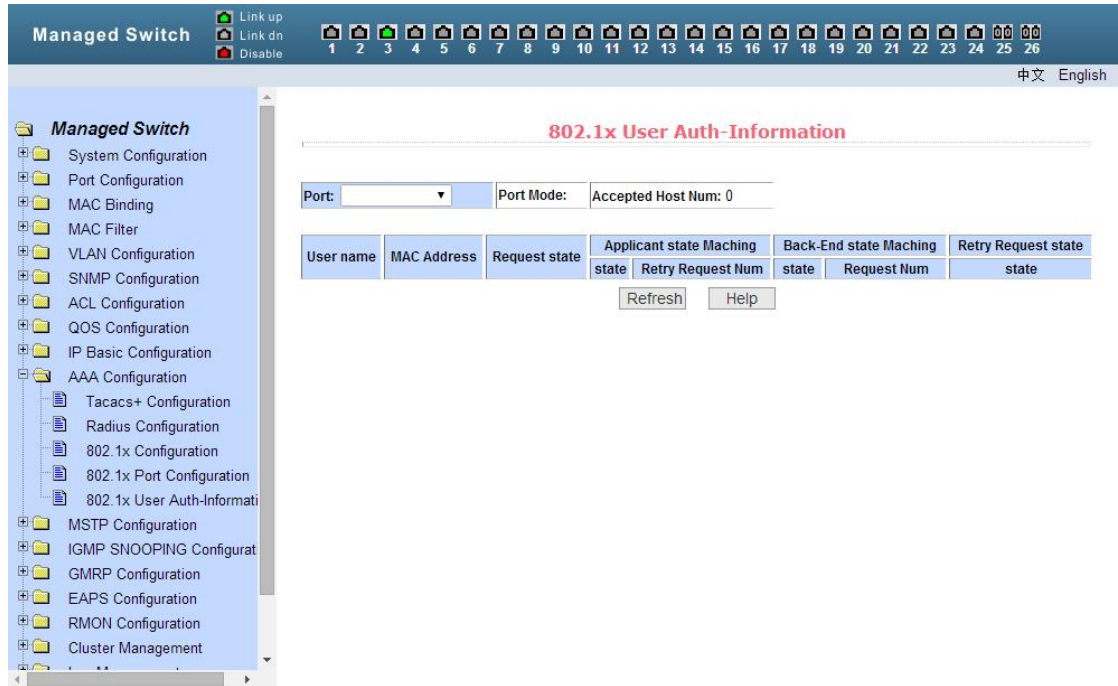 Managed Switch
Link up
Link dn
Disable
1 2 3 4 5 6 7 8 9 10 11 12 13 14 15 16 17 18 19 20 21 22 23 24 25 26
中文 English
Managed Switch
System Configuration
Port Configuration
MAC Binding
MAC Filter
VLAN Configuration
SNMP Configuration
ACL Configuration
QOS Configuration
IP Basic Configuration
AAA Configuration
Tacacs+ Configuration
Radius Configuration
802.1x Configuration
802.1x Port Configuration
802.1x User Auth-Informati
MSTP Configuration
IGMP SNOOPING Configurat
GMRP Configuration
EAPS Configuration
RMON Configuration
Cluster Management
802.1x User Auth-Information
Port: Port Mode: Accepted Host Num: 0
User name MAC Address Request state Applicant state Maching Back-End state Maching Retry Request state
state Retry Request Num state Request Num state
Refresh Help